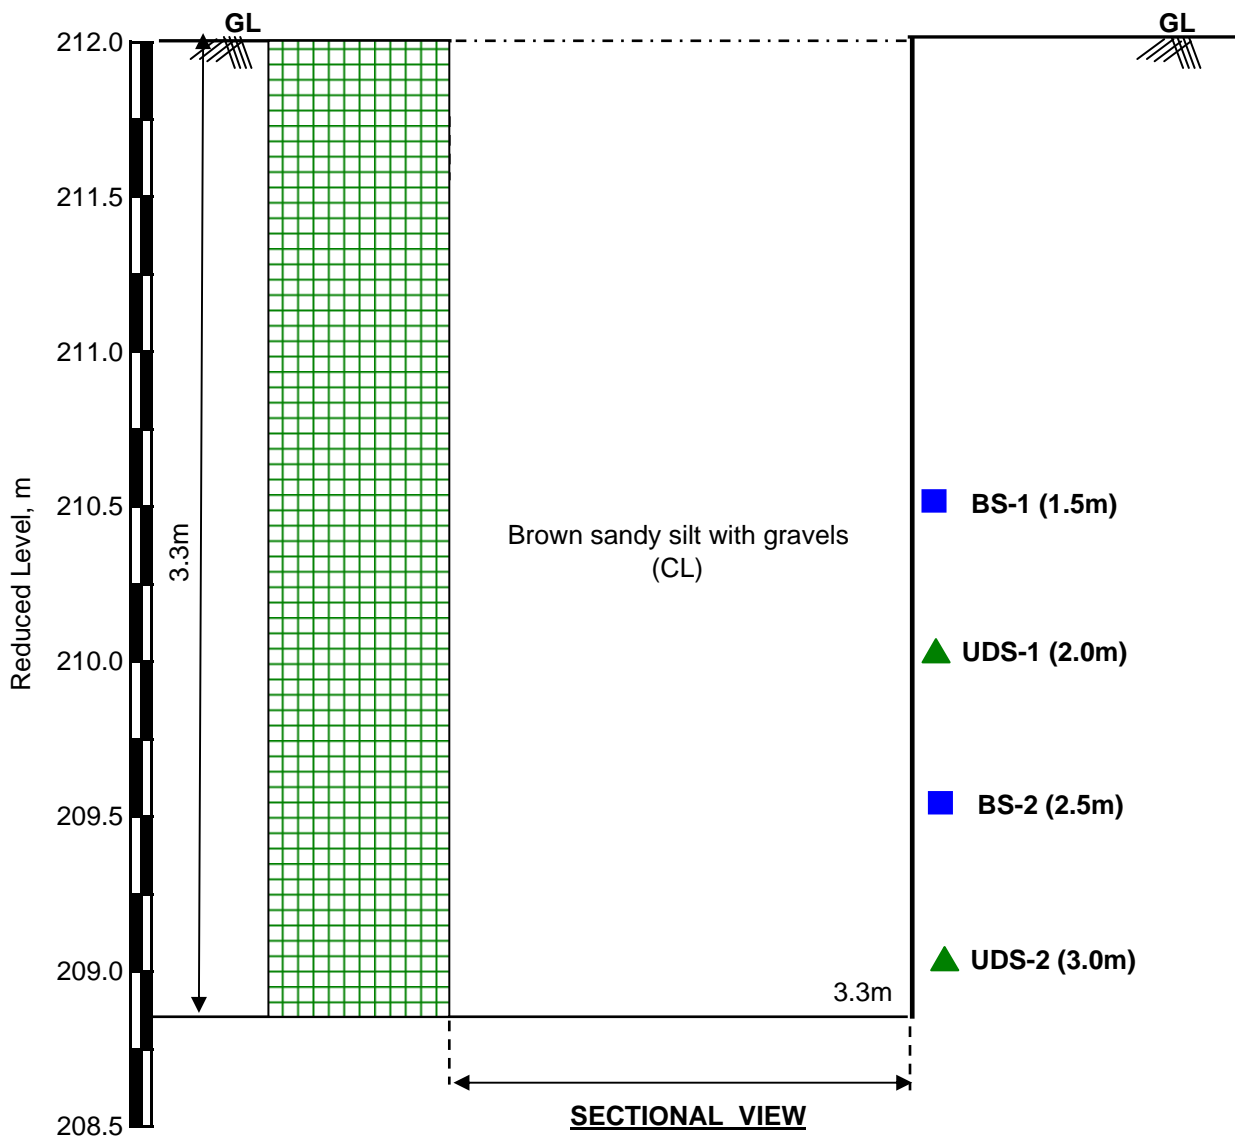 GL
GL
212.0
211.5
211.0
210.5
210.0
209.5
209.0
208.5
Reduced Level, m
3.3m
Brown sandy silt with gravels
(CL)
BS-1 (1.5m)
UDS-1 (2.0m)
BS-2 (2.5m)
UDS-2 (3.0m)
3.3m
SECTIONAL VIEW